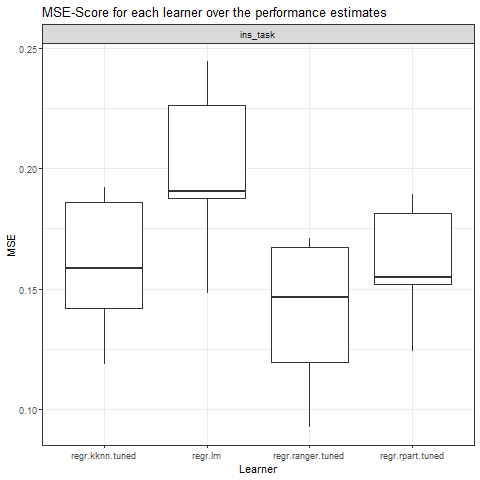 MSE-Score for each learner over the performance estimates
ins_task
0.25
0.20
0.15
0.10
MSE
regr.kknn.tuned regr.lm regr.ranger.tuned regr.rpart.tuned
Learner